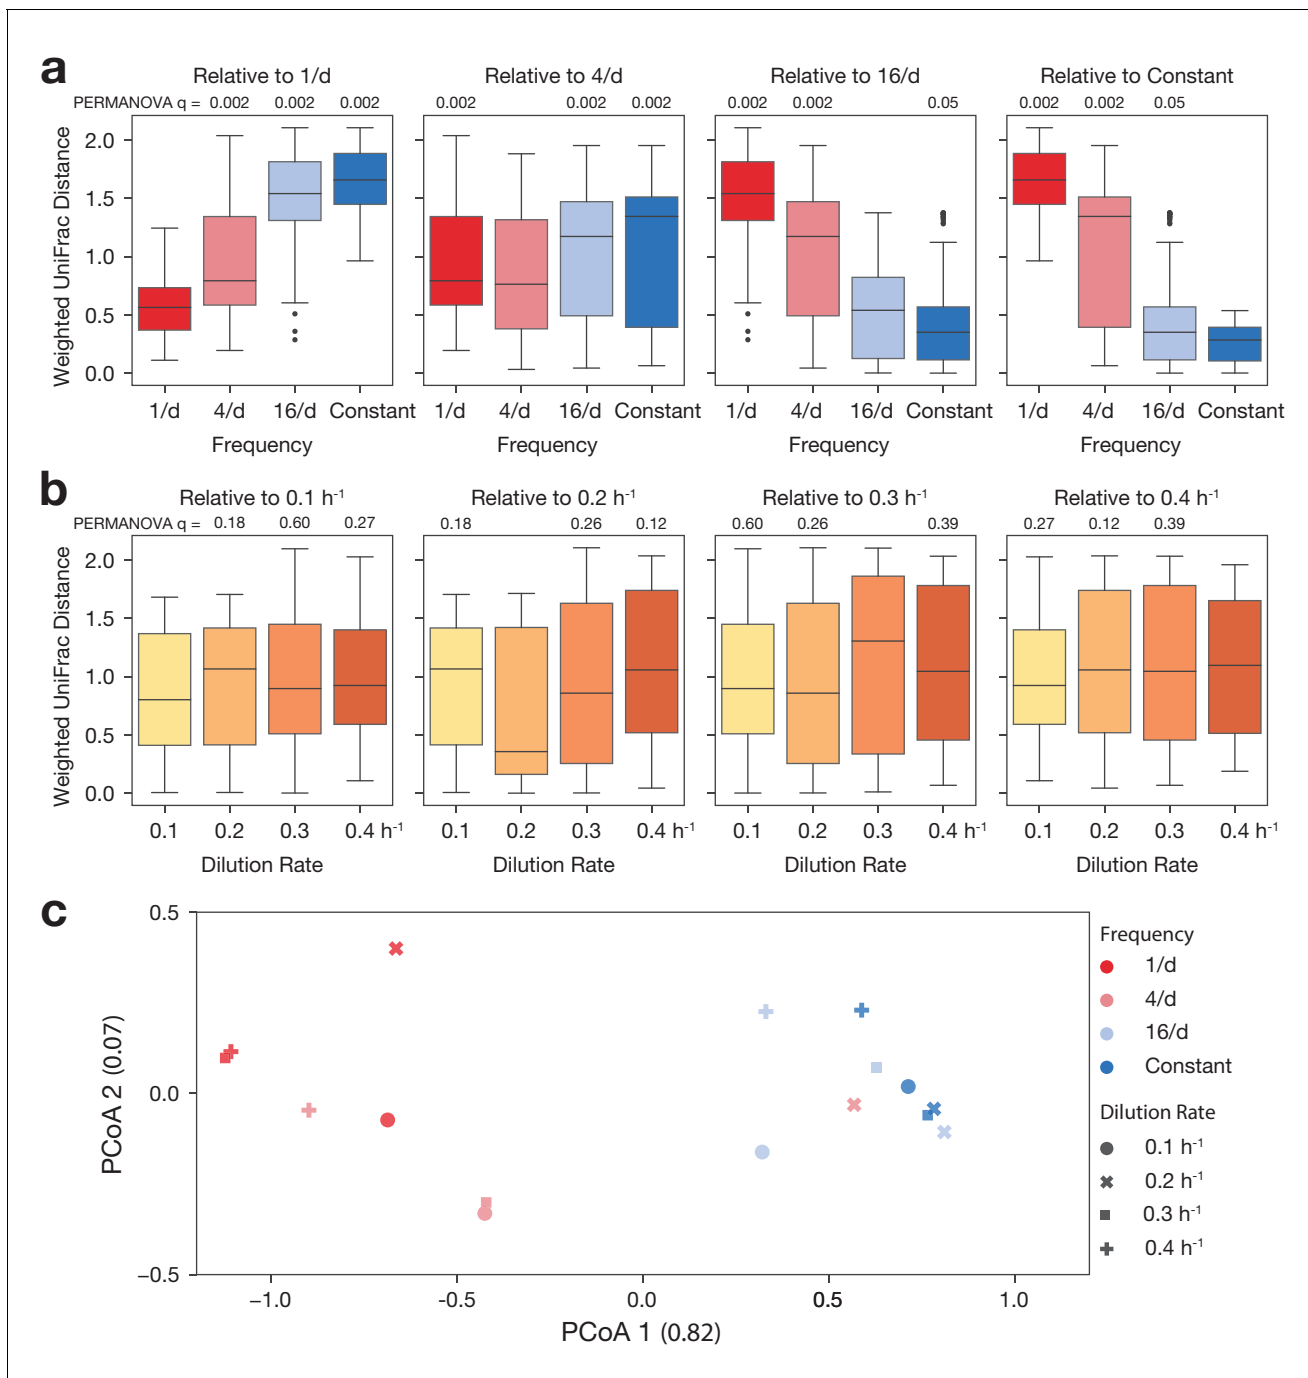 a
Relative to 1/d Relative to 4/d Relative to 16/d Relative to Constant
PERMANOVA q = 0.002 0.002 0.002 0.002 0.002 0.002 0.002 0.002 0.05 0.002 0.002 0.05
Weighted UniFrac Distance
2.0
1.5
1.0
0.5
0.0
1/d 4/d 16/d Constant 1/d 4/d 16/d Constant 1/d 4/d 16/d Constant 1/d 4/d 16/d Constant
Frequency Frequency Frequency Frequency
b
Relative to 0.1 h-1 Relative to 0.2 h-1 Relative to 0.3 h-1 Relative to 0.4 h-1
PERMANOVA q = 0.18 0.60 0.27 0.18 0.26 0.12 0.60 0.26 0.39 0.27 0.12 0.39
Weighted UniFrac Distance
2.0
1.5
1.0
0.5
0.0
0.1 0.2 0.3 0.4 h-1 0.1 0.2 0.3 0.4 h-1 0.1 0.2 0.3 0.4 h-1 0.1 0.2 0.3 0.4 h-1
Dilution Rate Dilution Rate Dilution Rate Dilution Rate
c
PCoA 2 (0.07)
0.5
0.0
−0.5
−1.0 -0.5 0.0 0.5 1.0
PCoA 1 (0.82)
Frequency
1/d
4/d
16/d
Constant
Dilution Rate
0.1 h-1
0.2 h-1
0.3 h-1
0.4 h-1